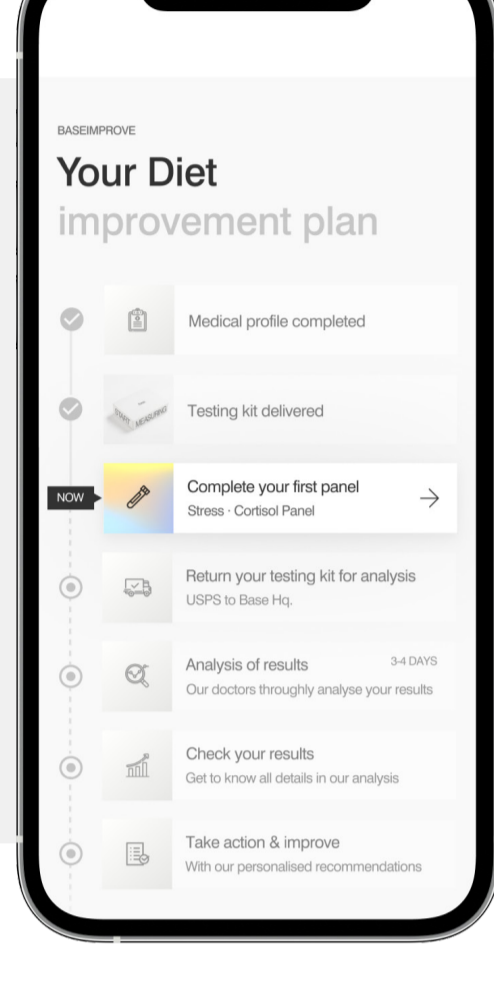 BASEIMPROVE
Your Diet
improvement plan
Medical profile completed
START MEASURING
Testing kit delivered
NOW
Complete your first panel
Stress · Cortisol Panel
Return your testing kit for analysis
USPS to Base Hq.
Analysis of results
3-4 DAYS
Our doctors throughly analyse your results
Check your results
Get to know all details in our analysis
Take action & improve
With our personalised recommendations